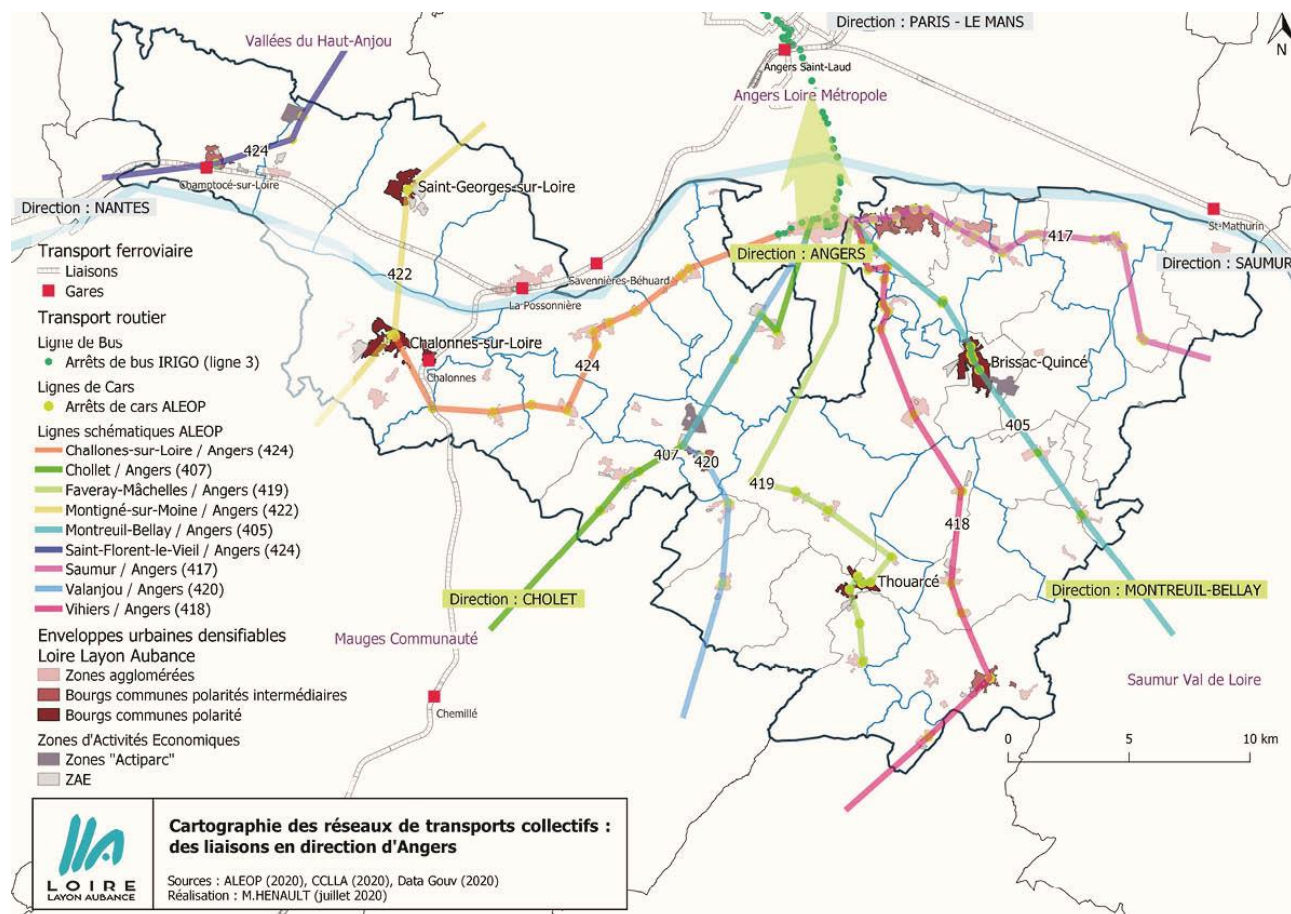 Direction : PARIS - LE MANS
Vallées du Haut-Anjou
N
Angers Saint-Laud
Angers Loire Métropole
424
Champtocé-sur-Loire
Saint-Georges-sur-Loire
Direction : NANTES
St-Mathurin
417
Direction : ANGERS
Direction : SAUMUR
Savennières-Béhuard
422
La Possonnière
Chalonnes-sur-Loire
Chalonnes
424
Brissac-Quincé
405
407
420
419
418
Thouarcé
Direction : CHOLET
Direction : MONTREUIL-BELLAY
Mauges Communauté
Saumur Val de Loire
Chemillé
0 5 10 km
Transport ferroviaire
Liaisons
Gares
Transport routier
Ligne de Bus
Arrêts de bus IRIGO (ligne 3)
Lignes de Cars
Arrêts de cars ALEOP
Lignes schématiques ALEOP
Challones-sur-Loire / Angers (424)
Chollet / Angers (407)
Faveray-Mâchelles / Angers (419)
Montigné-sur-Moine / Angers (422)
Montreuil-Bellay / Angers (405)
Saint-Florent-le-Vieil / Angers (424)
Saumur / Angers (417)
Valanjou / Angers (420)
Vihiers / Angers (418)
Enveloppes urbaines densifiables
Loire Layon Aubance
Zones agglomérées
Bourgs communes polarités intermédiaires
Bourgs communes polarité
Zones d'Activités Economiques
Zones "Actiparc"
ZAE
LOIRE
LAYON AUBANCE
Cartographie des réseaux de transports collectifs :
des liaisons en direction d'Angers
Sources : ALEOP (2020), CCLLA (2020), Data Gouv (2020)
Réalisation : M.HENAULT (juillet 2020)